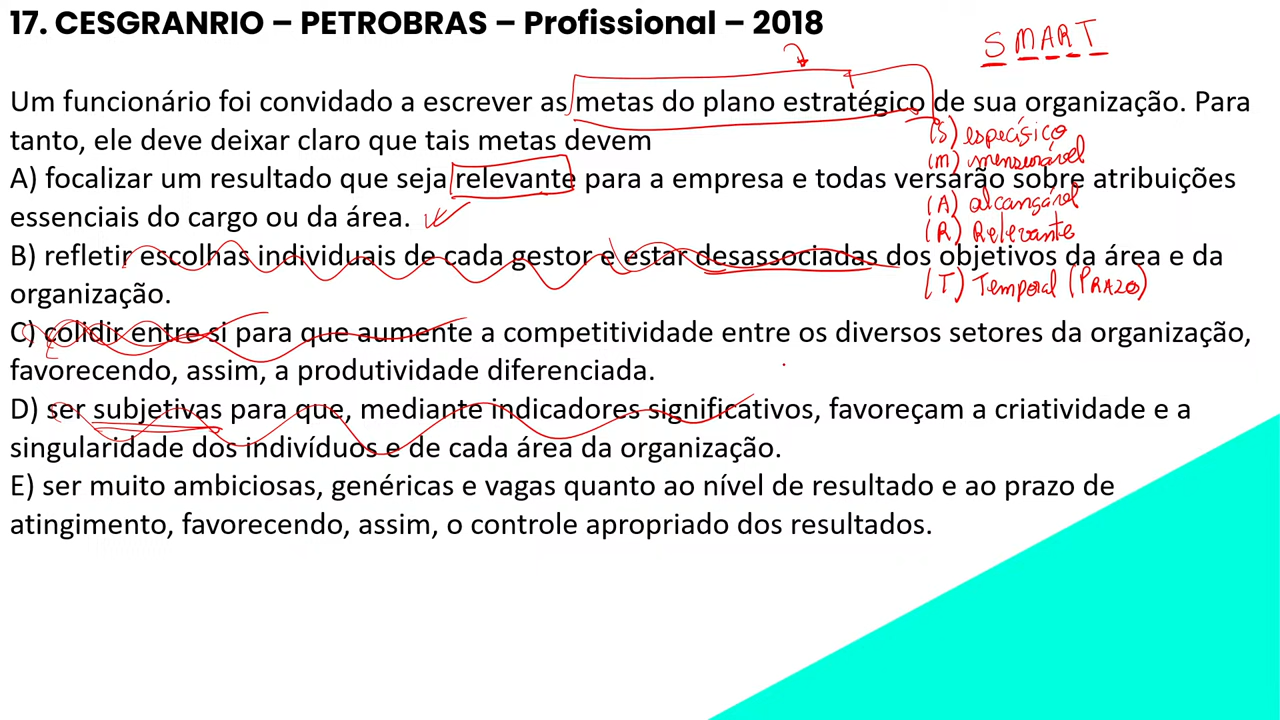 17. CESGRANRIO – PETROBRAS – Profissional – 2018
SMART
Um funcionário foi convidado a escrever as metas do plano estratégico de sua organização. Para
tanto, ele deve deixar claro que tais metas devem
(S) específico
(M) mensurável
A) focalizar um resultado que seja relevante para a empresa e todas versarão sobre atribuições
essenciais do cargo ou da área.
(A) alcançável
(R) Relevante
B) refletir escolhas individuais de cada gestor e estar desassociadas dos objetivos da área e da
organização.
(T) Temporal (PRAZO)
C) colidir entre si para que aumente a competitividade entre os diversos setores da organização,
favorecendo, assim, a produtividade diferenciada.
D) ser subjetivas para que, mediante indicadores significativos, favoreçam a criatividade e a
singularidade dos indivíduos e de cada área da organização.
E) ser muito ambiciosas, genéricas e vagas quanto ao nível de resultado e ao prazo de
atingimento, favorecendo, assim, o controle apropriado dos resultados.